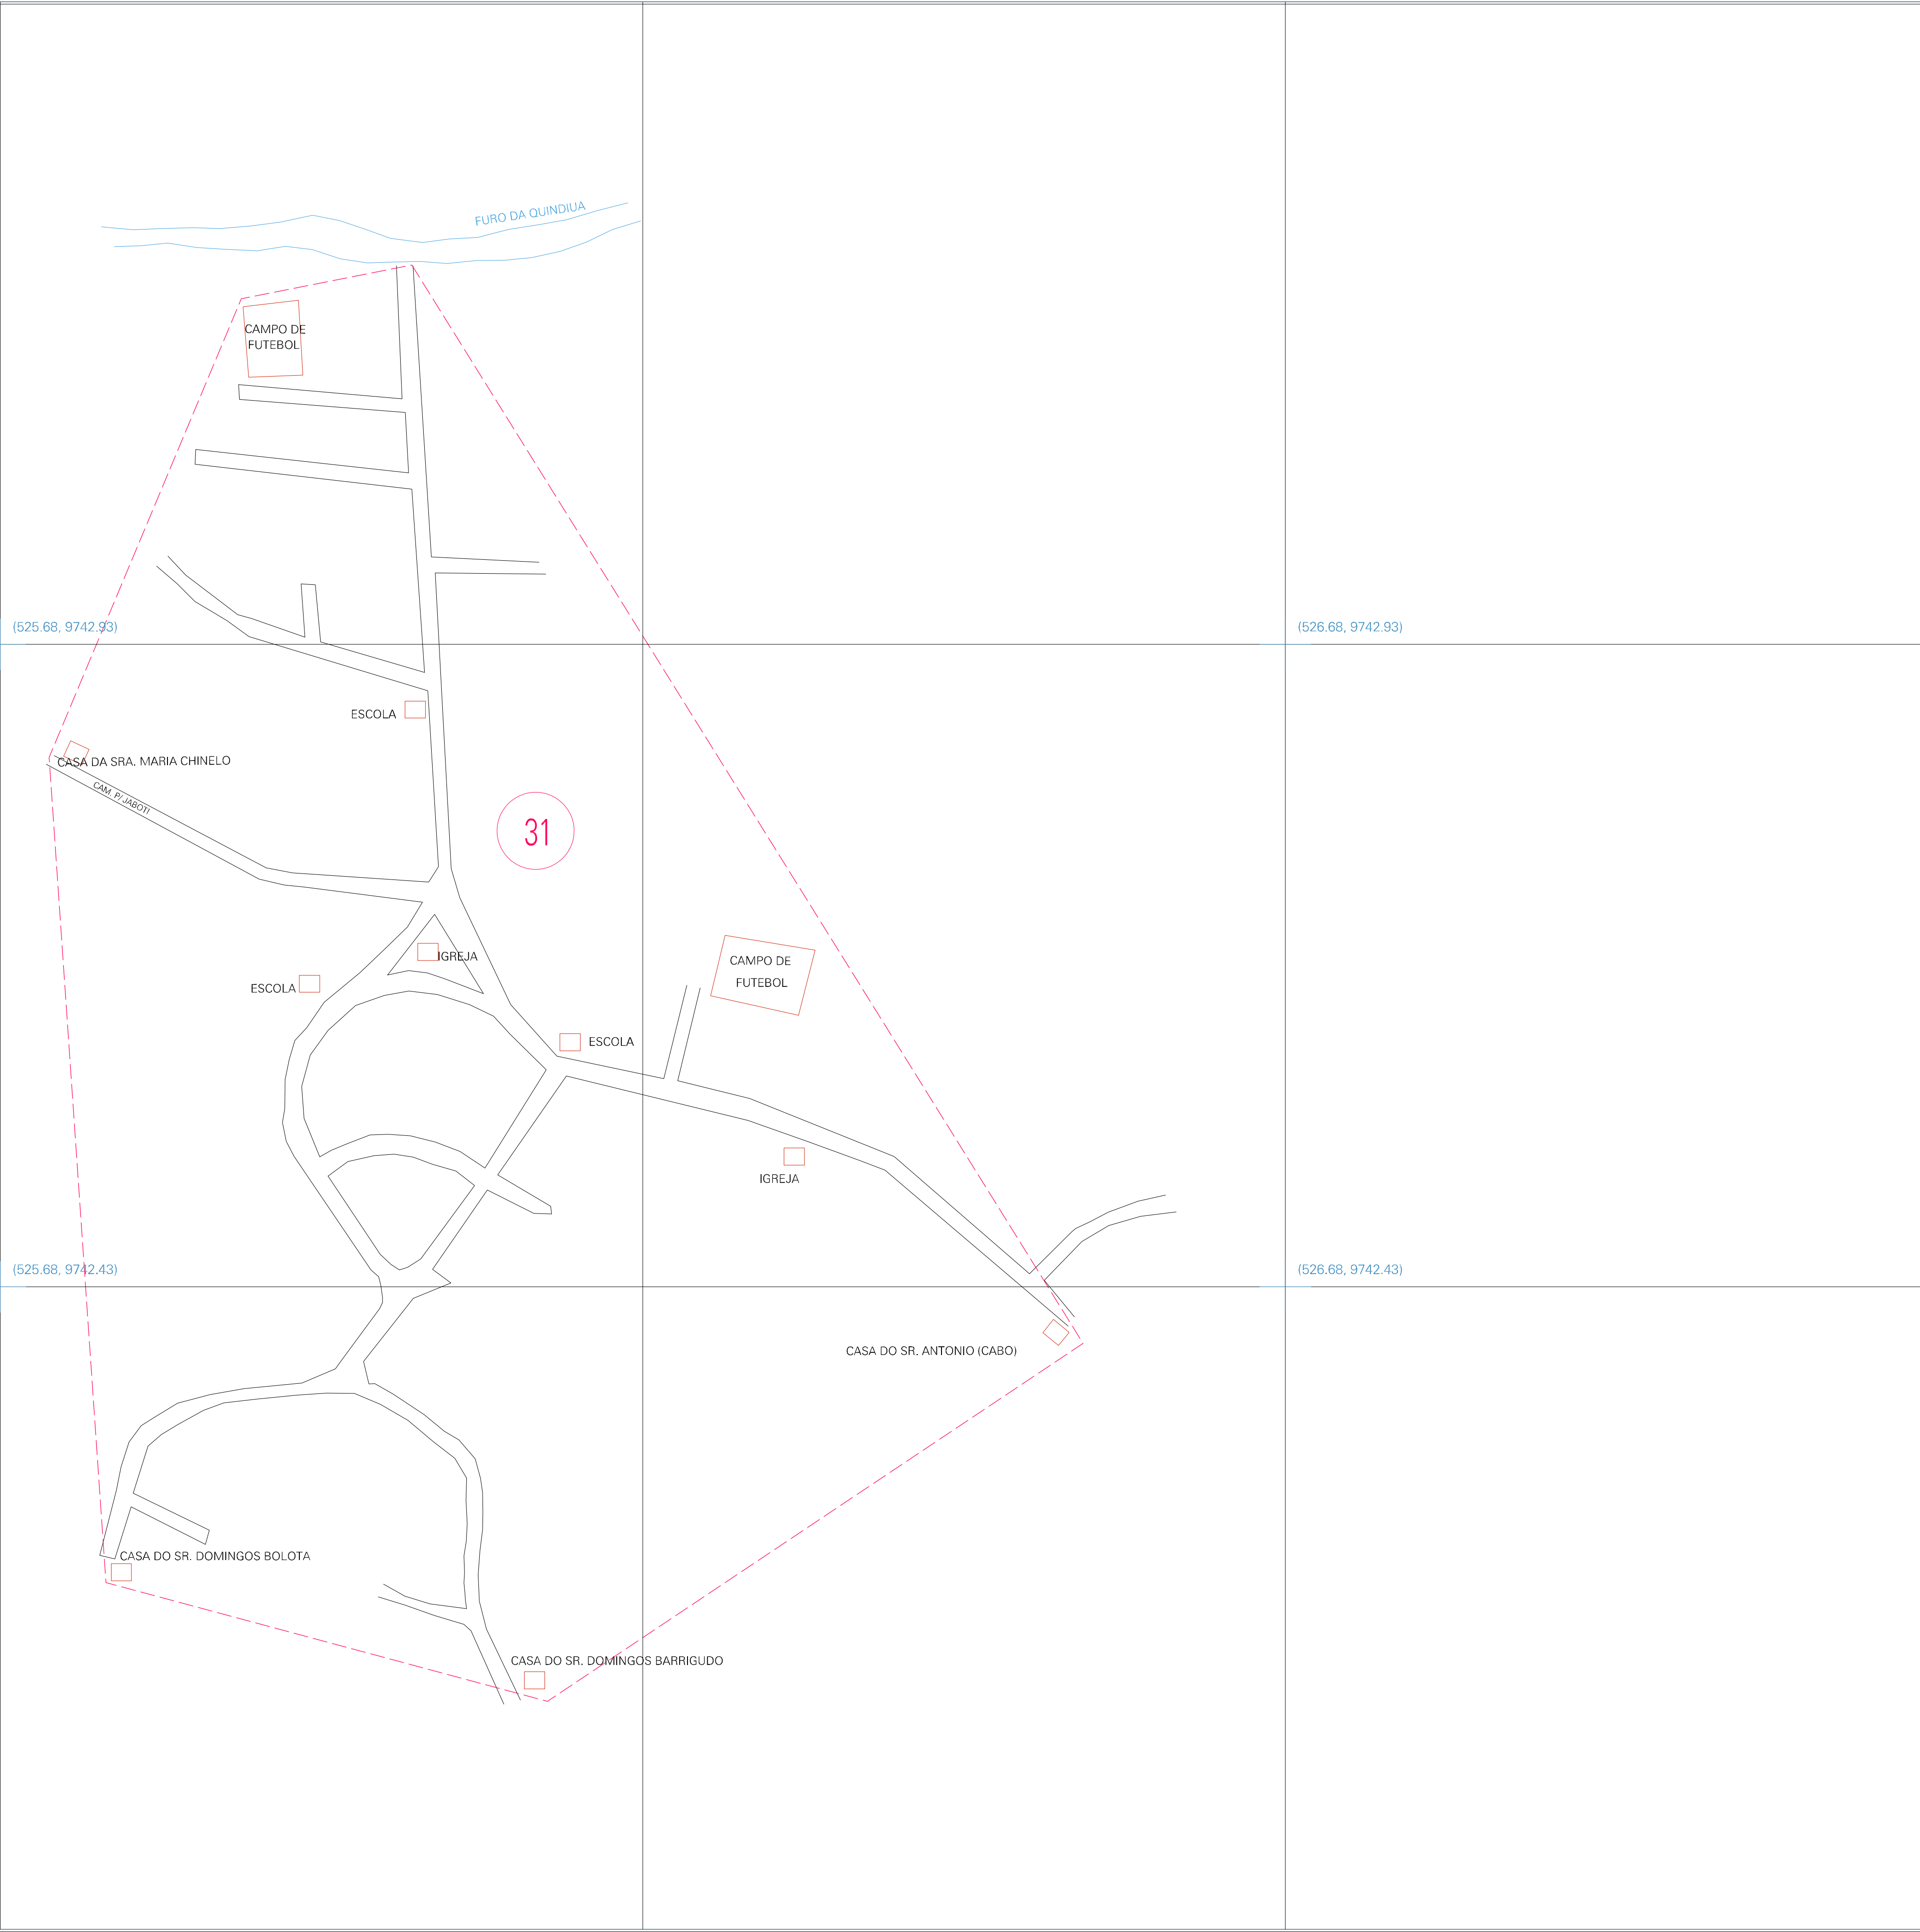 FURO DA QUINDIUA
CAMPO DE
FUTEBOL
(525.68, 9742.93)
(526.68, 9742.93)
ESCOLA
CASA DA SRA. MARIA CHINELO
CAM. P/ JABOTI
31
IGREJA
CAMPO DE
FUTEBOL
ESCOLA
ESCOLA
IGREJA
(525.68, 9742.43)
(526.68, 9742.43)
CASA DO SR. ANTONIO (CABO)
CASA DO SR. DOMINGOS BOLOTA
CASA DO SR. DOMINGOS BARRIGUDO